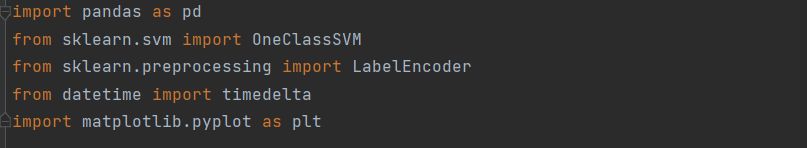 import pandas as pd
from sklearn.svm import OneClassSVM
from sklearn.preprocessing import LabelEncoder
from datetime import timedelta
import matplotlib.pyplot as plt